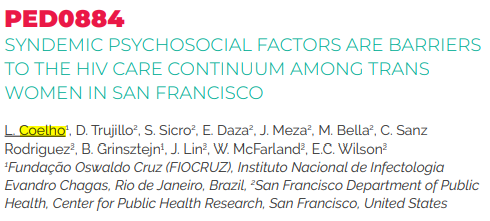 PED0884
SYNDEMIC PSYCHOSOCIAL FACTORS ARE BARRIERS
TO THE HIV CARE CONTINUUM AMONG TRANS
WOMEN IN SAN FRANCISCO
L. Coelho¹, D. Trujillo², S. Sicro², E. Daza², J. Meza², M. Bella², C. Sanz
Rodriguez², B. Grinsztejn¹, J. Lin², W. McFarland², E.C. Wilson²
¹Fundação Oswaldo Cruz (FIOCRUZ), Instituto Nacional de Infectologia
Evandro Chagas, Rio de Janeiro, Brazil, ²San Francisco Department of Public
Health, Center for Public Health Research, San Francisco, United States